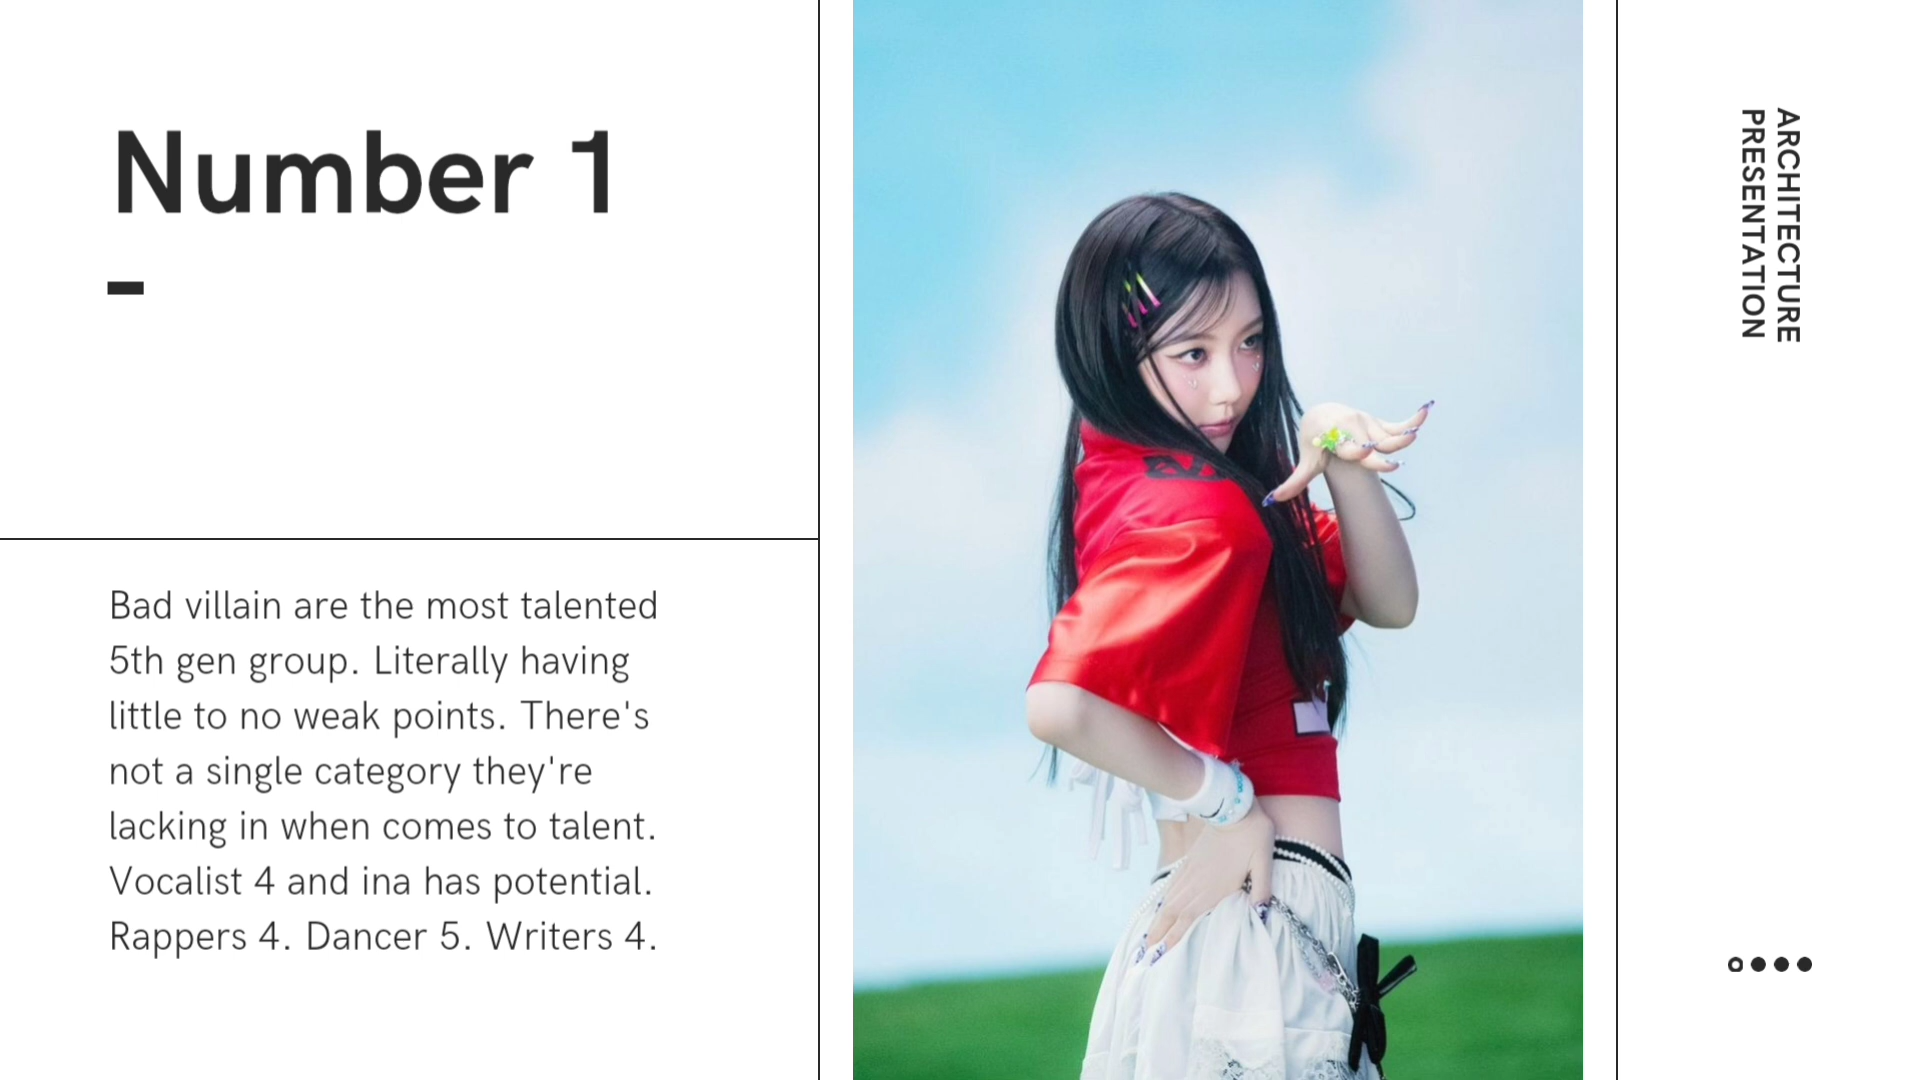 Number 1
Bad villain are the most talented
5th gen group. Literally having
little to no weak points. There's
not a single category they're
lacking in when comes to talent.
Vocalist 4 and ina has potential.
Rappers 4. Dancer 5. Writers 4.
ARCHITECTURE
PRESENTATION